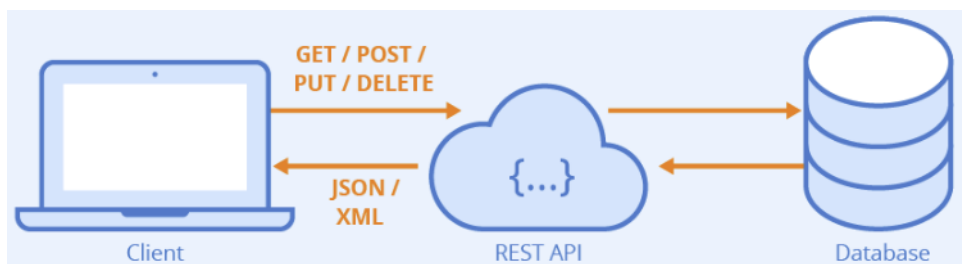 GET / POST /
PUT / DELETE
{...}
JSON /
XML
Client
REST API
Database